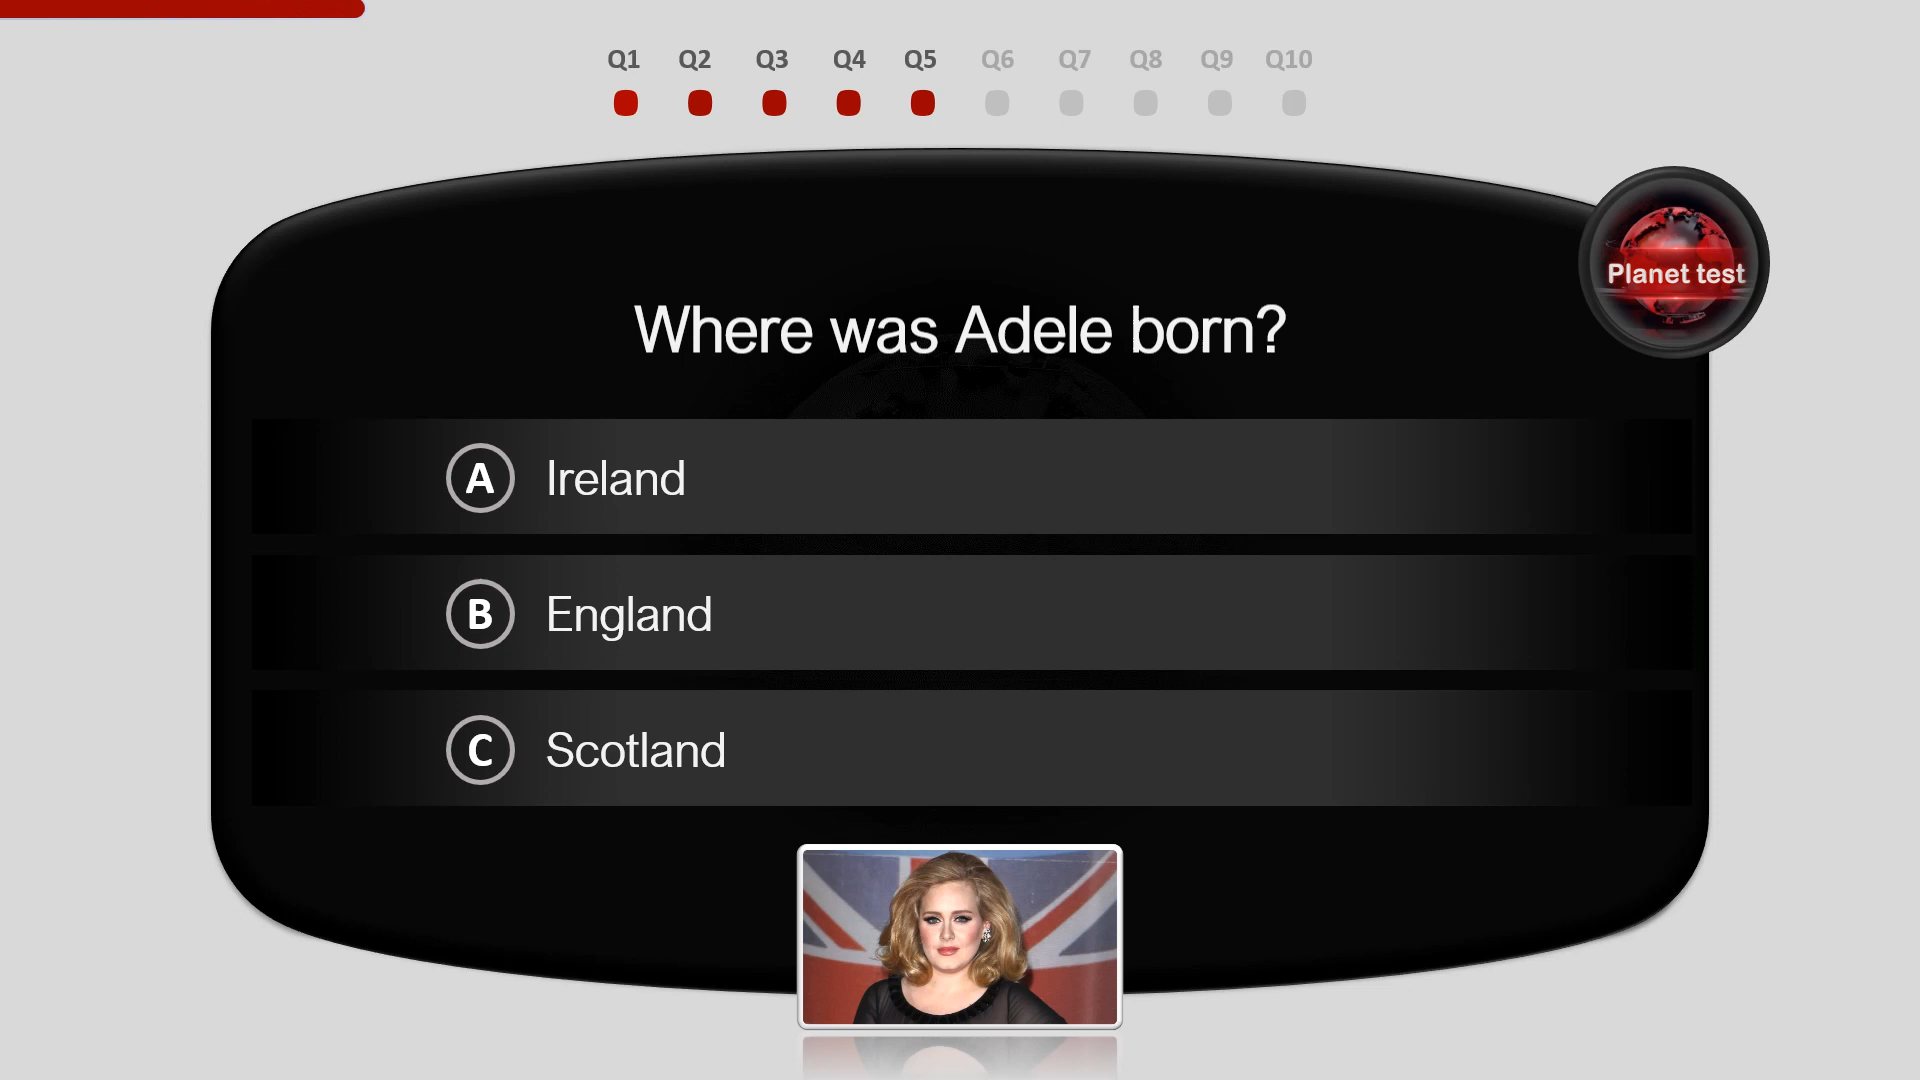 Q1 Q2 Q3 Q4 Q5 Q6 Q7 Q8 Q9 Q10
Planet test
Where was Adele born?
A Ireland
B England
C Scotland